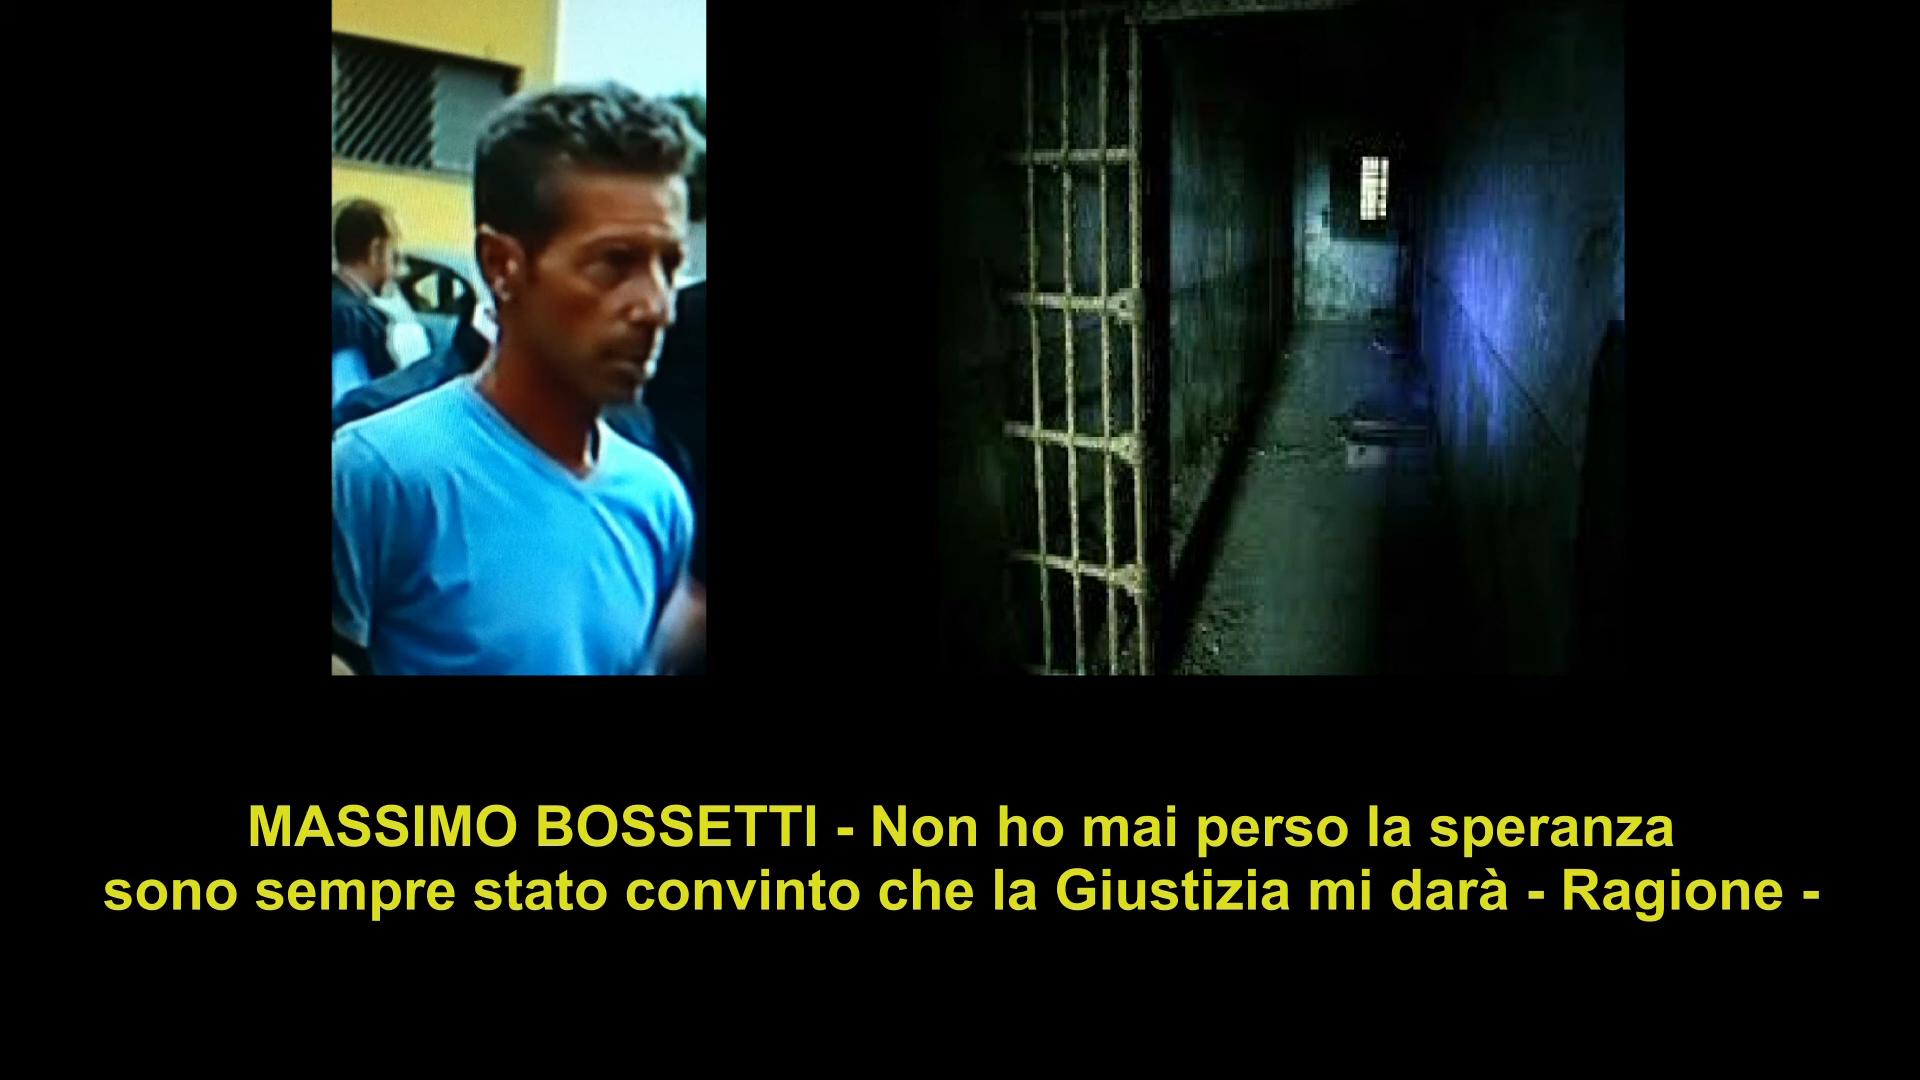 MASSIMO BOSSETTI - Non ho mai perso la speranza
sono sempre stato convinto che la Giustizia mi darà - Ragione -